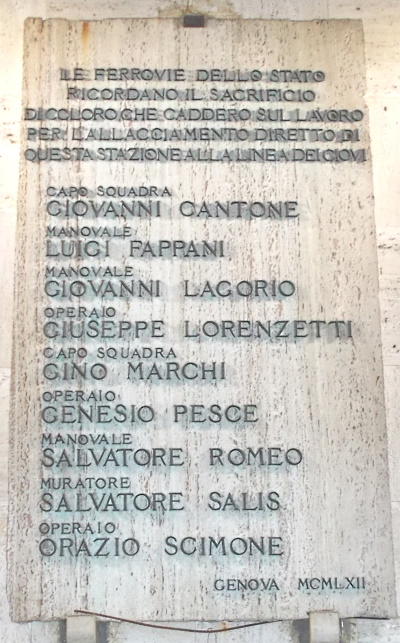 LE FERROVIE DELLO STATO
RICORDANO IL SACRIFICIO
DI COLORO, CHE CADDERO SUL LAVORO
PER L'ALLACCIAMENTO DIRETTO DI
QUESTA STAZIONE ALLA LINEA DEI GIOVI
CAPO SQUADRA
GIOVANNI CANTONE
MANOVALE
LUIGI FAPPANI
MANOVALE
GIOVANNI LAGORIO
OPERAIO
GIUSEPPE LORENZETTI
CAPO SQUADRA
GINO MARCHI
OPERAIO
GENESIO PESCE
MANOVALE
SALVATORE ROMEO
MURATORE
SALVATORE SALIS
OPERAIO
ORAZIO SCIMONE
GENOVA MCMLXII